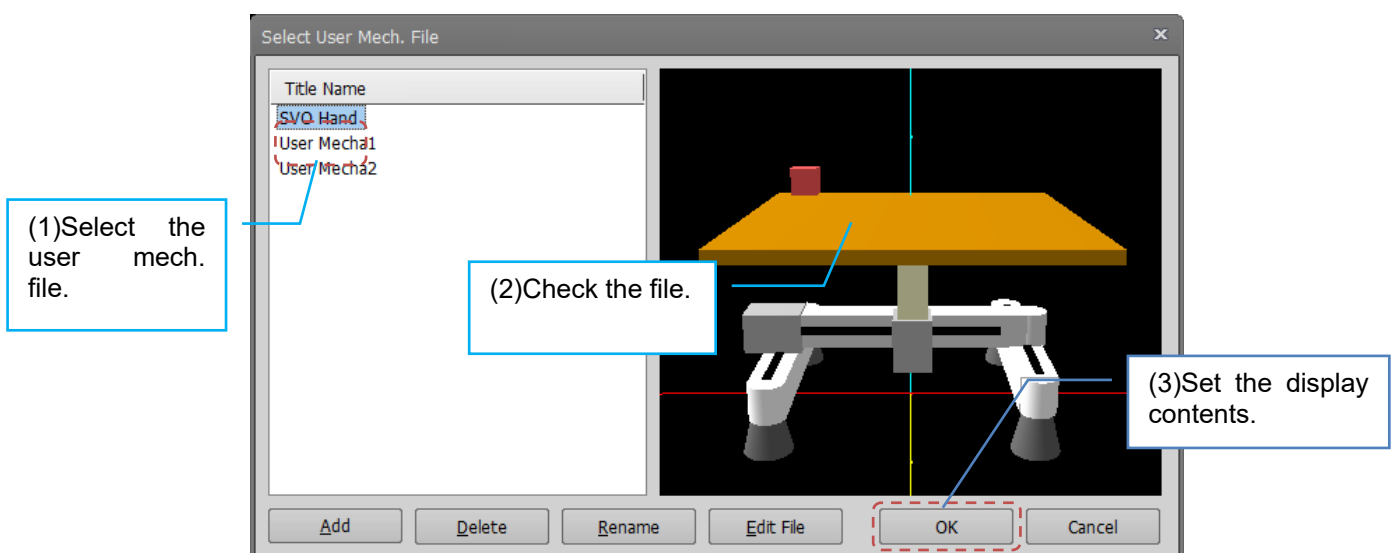 Select User Mech. File
x
Title Name
SVO Hand
User Mecha1
User Mecha2
(1)Select the
user mech.
file.
(2)Check the file.
(3)Set the display
contents.
Add Delete Rename Edit File OK Cancel